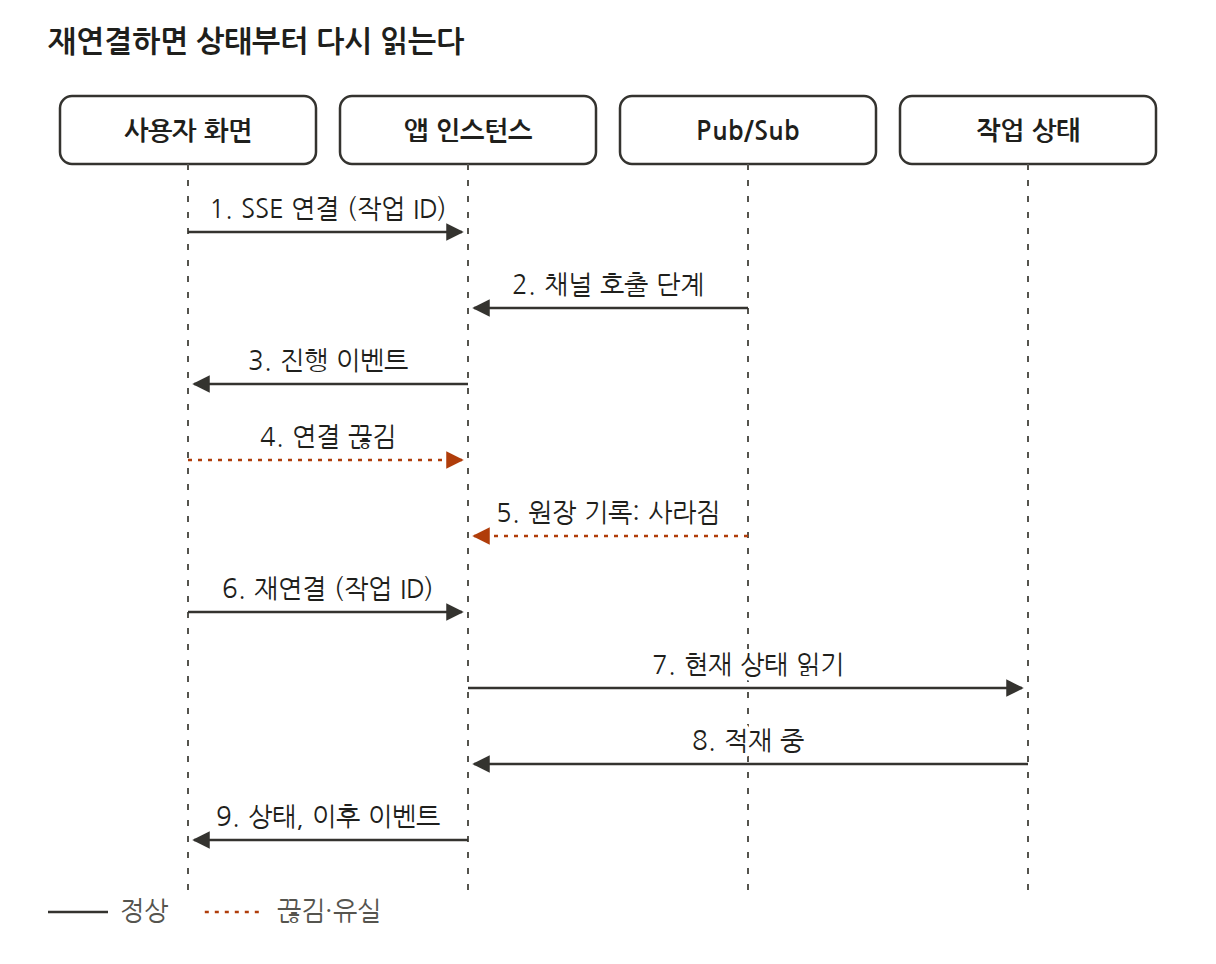 재연결하면 상태부터 다시 읽는다
사용자 화면
앱 인스턴스
Pub/Sub
작업 상태
1. SSE 연결 (작업 ID)
2. 채널 호출 단계
3. 진행 이벤트
4. 연결 끊김
5. 원장 기록: 사라짐
6. 재연결 (작업 ID)
7. 현재 상태 읽기
8. 적재 중
9. 상태, 이후 이벤트
정상
끊김·유실